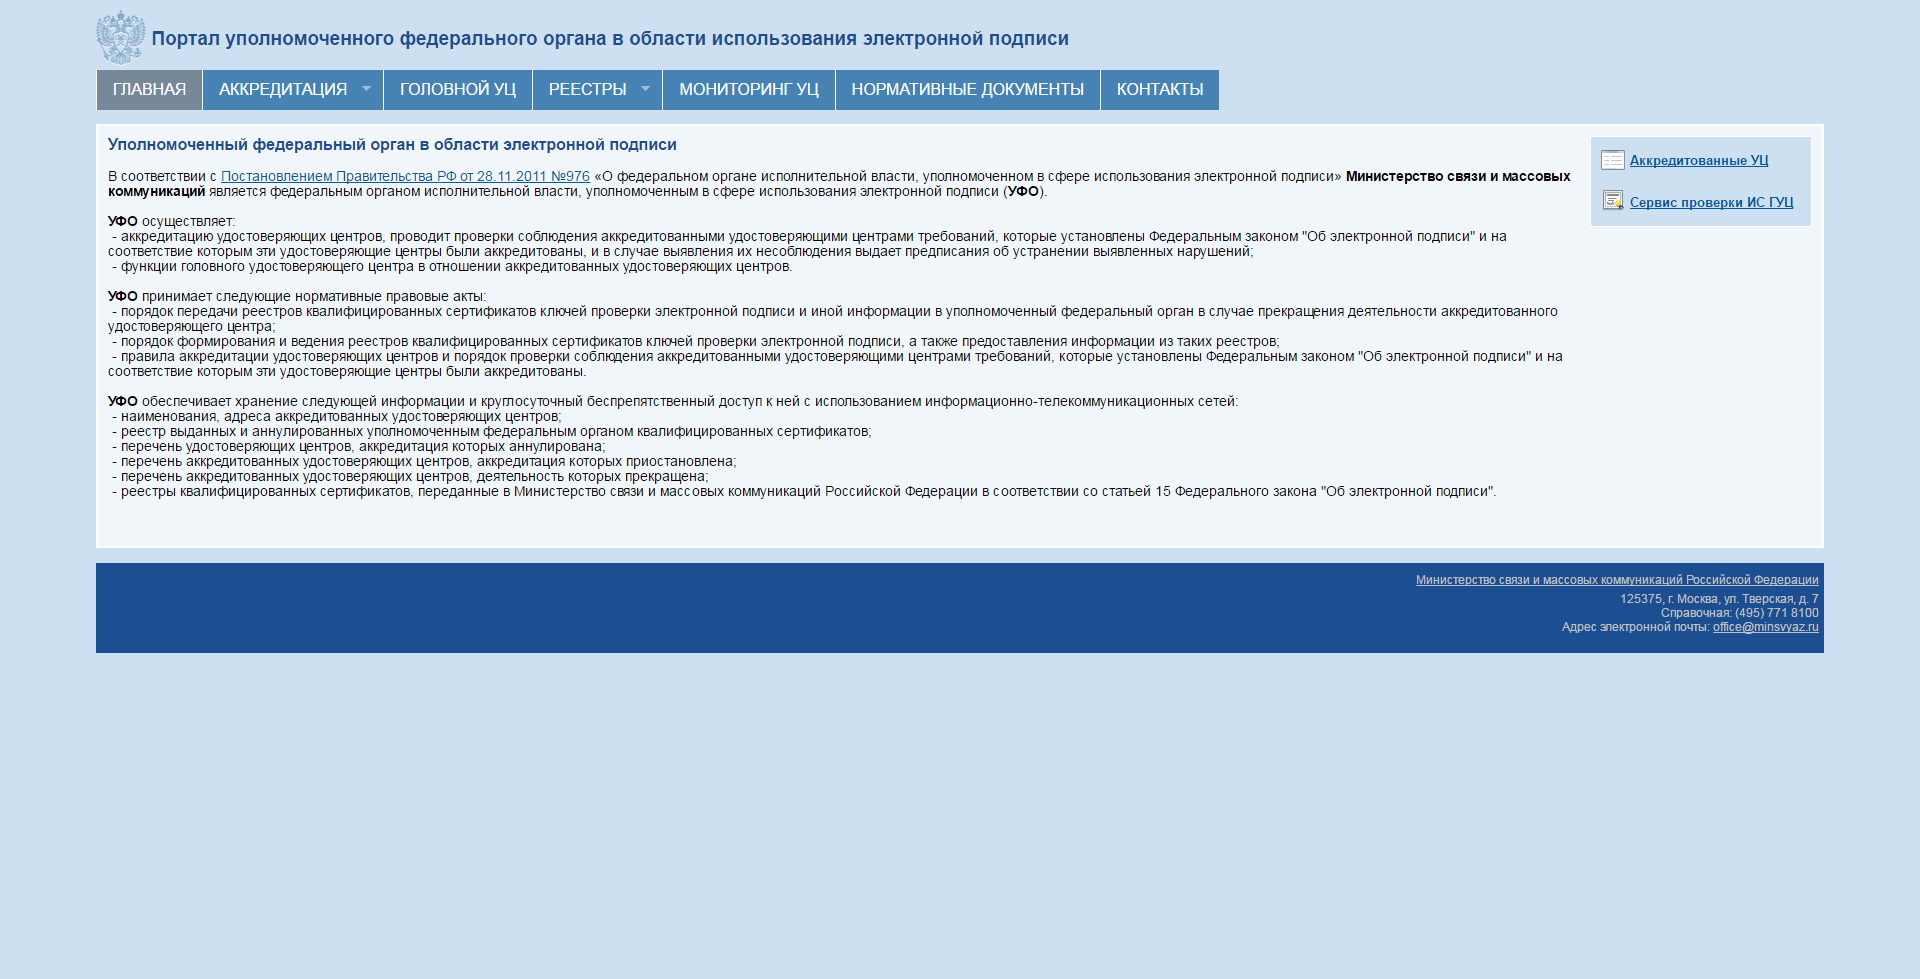 Портал уполномоченного федерального органа в области использования электронной подписи
ГЛАВНАЯ АККРЕДИТАЦИЯ ГОЛОВНОЙ УЦ РЕЕСТРЫ МОНИТОРИНГ УЦ НОРМАТИВНЫЕ ДОКУМЕНТЫ КОНТАКТЫ
Уполномоченный федеральный орган в области электронной подписи
В соответствии с Постановлением Правительства РФ от 28.11.2011 №976 «О федеральном органе исполнительной власти, уполномоченном в сфере использования электронной подписи» Министерство связи и массовых
коммуникаций является федеральным органом исполнительной власти, уполномоченным в сфере использования электронной подписи (УФО).
УФО осуществляет:
- аккредитацию удостоверяющих центров, проводит проверки соблюдения аккредитованными удостоверяющими центрами требований, которые установлены Федеральным законом "Об электронной подписи" и на
соответствие которым эти удостоверяющие центры были аккредитованы, и в случае выявления их несоблюдения выдает предписания об устранении выявленных нарушений;
- функции головного удостоверяющего центра в отношении аккредитованных удостоверяющих центров.
УФО принимает следующие нормативные правовые акты:
- порядок передачи реестров квалифицированных сертификатов ключей проверки электронной подписи и иной информации в уполномоченный федеральный орган в случае прекращения деятельности аккредитованного
удостоверяющего центра;
- порядок формирования и ведения реестров квалифицированных сертификатов ключей проверки электронной подписи, а также предоставления информации из таких реестров;
- правила аккредитации удостоверяющих центров и порядок проверки соблюдения аккредитованными удостоверяющими центрами требований, которые установлены Федеральным законом "Об электронной подписи" и на
соответствие которым эти удостоверяющие центры были аккредитованы.
УФО обеспечивает хранение следующей информации и круглосуточный беспрепятственный доступ к ней с использованием информационно-телекоммуникационных сетей:
- наименования, адреса аккредитованных удостоверяющих центров;
- реестр выданных и аннулированных уполномоченным федеральным органом квалифицированных сертификатов;
- перечень удостоверяющих центров, аккредитация которых аннулирована;
- перечень аккредитованных удостоверяющих центров, аккредитация которых приостановлена;
- перечень аккредитованных удостоверяющих центров, деятельность которых прекращена;
- реестры квалифицированных сертификатов, переданные в Министерство связи и массовых коммуникаций Российской Федерации в соответствии со статьей 15 Федерального закона "Об электронной подписи".
Аккредитованные УЦ
Сервис проверки ИС ГУЦ
Министерство связи и массовых коммуникаций Российской Федерации
125375, г. Москва, ул. Тверская, д. 7
Справочная: (495) 771 8100
Адрес электронной почты: office@minsvyaz.ru